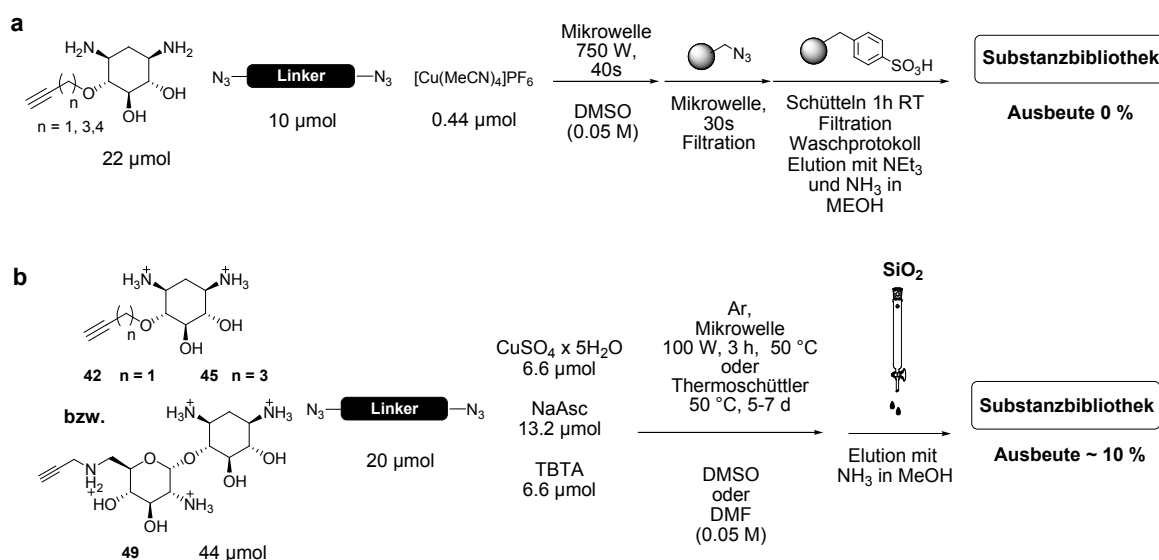 a
H₂N
NH₂
( )n
O
OH
OH
n = 1, 3,4
22 µmol
N₃ Linker N₃
10 µmol
[Cu(MeCN)₄]PF₆
0.44 µmol
Mikrowelle
750 W,
40s
DMSO
(0.05 M)
N₃
Mikrowelle,
30s
Filtration
SO₃H
Schütteln 1h RT
Filtration
Waschprotokoll
Elution mit NEt₃
und NH₃ in
MEOH
Substanzbibliothek
Ausbeute 0 %
b
H₃N+
NH₃+
( )n
O
OH
OH
42 n = 1 45 n = 3
bzw.
H₃N+
NH₃+
O
OH
OH
N
H₂+
O
HO
OH
NH₃+
49 44 µmol
N₃ Linker N₃
20 µmol
CuSO₄ x 5H₂O
6.6 µmol
NaAsc
13.2 µmol
TBTA
6.6 µmol
Ar,
Mikrowelle
100 W, 3 h, 50 °C
oder
Thermoschüttler
50 °C, 5-7 d
DMSO
oder
DMF
(0.05 M)
SiO₂
Elution mit
NH₃ in MeOH
Substanzbibliothek
Ausbeute ~ 10 %